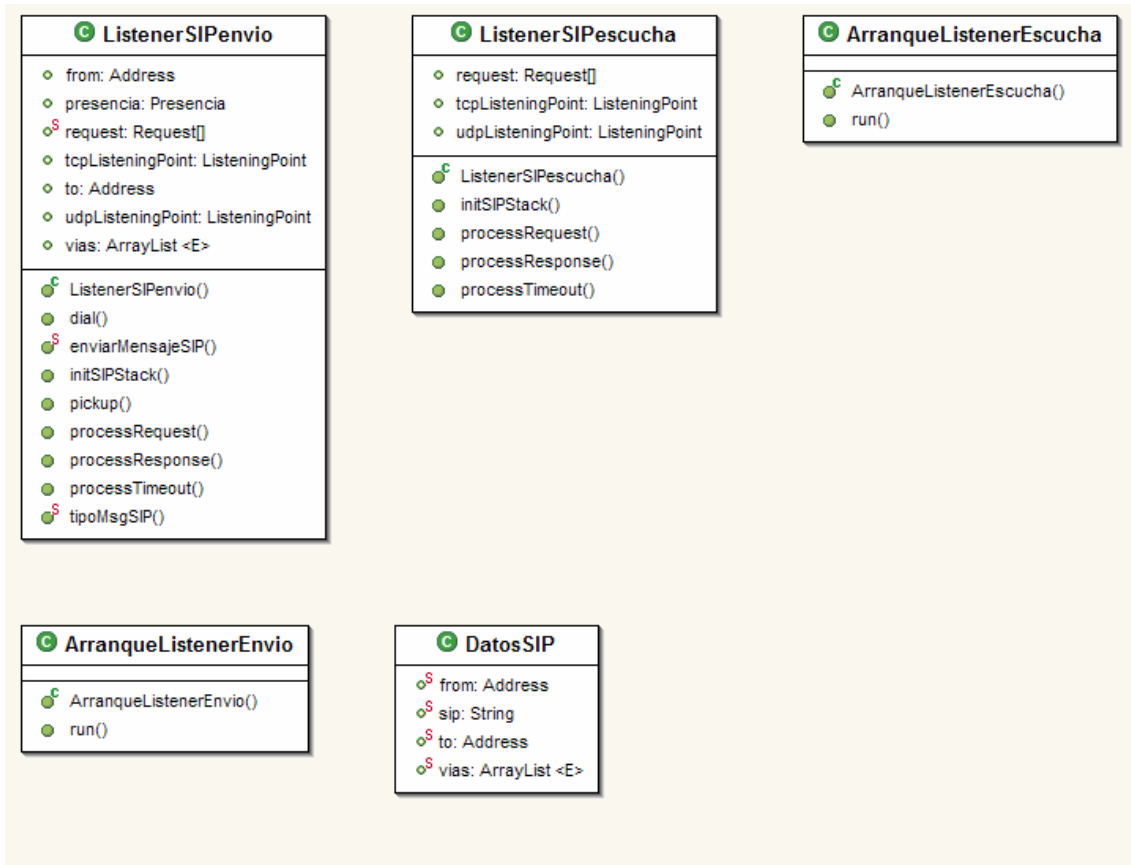 ListenerSIPenvio
from: Address
presencia: Presencia
request: Request[]
tcpListeningPoint: ListeningPoint
to: Address
udpListeningPoint: ListeningPoint
vias: ArrayList <E>
ListenerSIPenvio()
dial()
enviarMensajeSIP()
initSIPStack()
pickup()
processRequest()
processResponse()
processTimeout()
tipoMsgSIP()
ListenerSIPescucha
request: Request[]
tcpListeningPoint: ListeningPoint
udpListeningPoint: ListeningPoint
ListenerSIPescucha()
initSIPStack()
processRequest()
processResponse()
processTimeout()
ArranqueListenerEscucha
ArranqueListenerEscucha()
run()
ArranqueListenerEnvio
ArranqueListenerEnvio()
run()
DatosSIP
from: Address
sip: String
to: Address
vias: ArrayList <E>